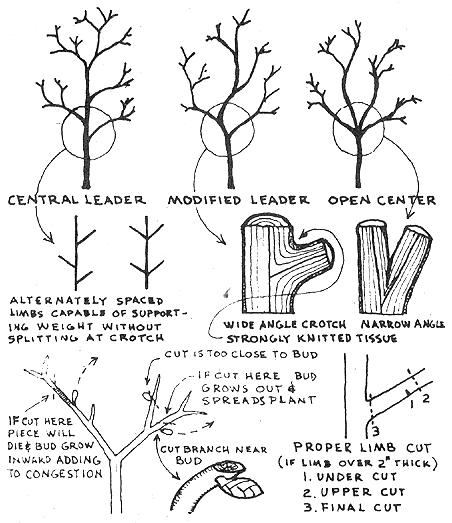 CENTRAL LEADER
MODIFIED LEADER
OPEN CENTER
ALTERNATELY SPACED
LIMBS CAPABLE OF SUPPORT-
ING WEIGHT WITHOUT
SPLITTING AT CROTCH
WIDE ANGLE CROTCH
STRONGLY KNITTED TISSUE
NARROW ANGLE
CUT IS TOO CLOSE TO BUD
IF CUT HERE BUD
GROWS OUT &
SPREADS PLANT
IF CUT HERE
PIECE WILL
DIE & BUD GROW
INWARD ADDING
TO CONGESTION
CUT BRANCH NEAR
BUD
1
2
3
PROPER LIMB CUT
(IF LIMB OVER 2" THICK)
1. UNDER CUT
2. UPPER CUT
3. FINAL CUT